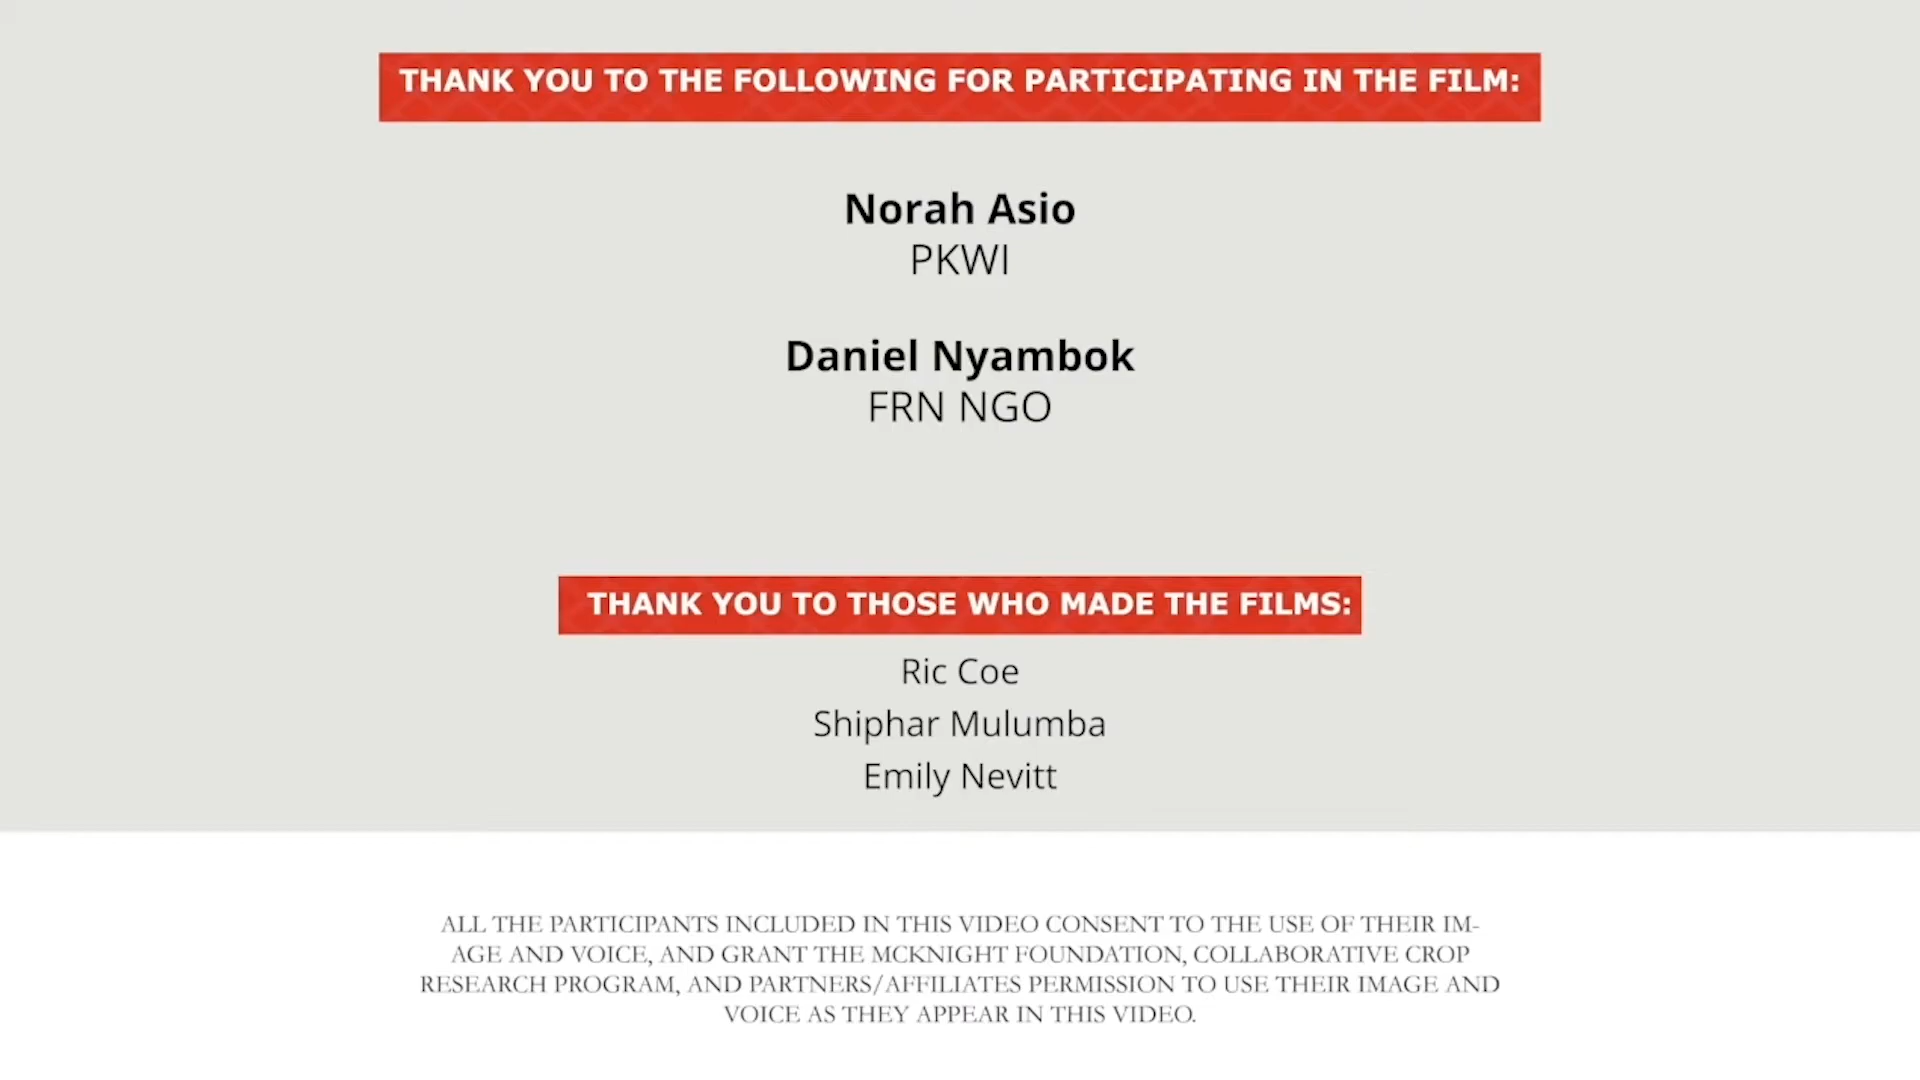 THANK YOU TO THE FOLLOWING FOR PARTICIPATING IN THE FILM:
Norah Asio
PKWI
Daniel Nyambok
FRN NGO
THANK YOU TO THOSE WHO MADE THE FILMS:
Ric Coe
Shiphar Mulumba
Emily Nevitt
ALL THE PARTICIPANTS INCLUDED IN THIS VIDEO CONSENT TO THE USE OF THEIR IM-
AGE AND VOICE, AND GRANT THE MCKNIGHT FOUNDATION, COLLABORATIVE CROP
RESEARCH PROGRAM, AND PARTNERS/AFFILIATES PERMISSION TO USE THEIR IMAGE AND
VOICE AS THEY APPEAR IN THIS VIDEO.